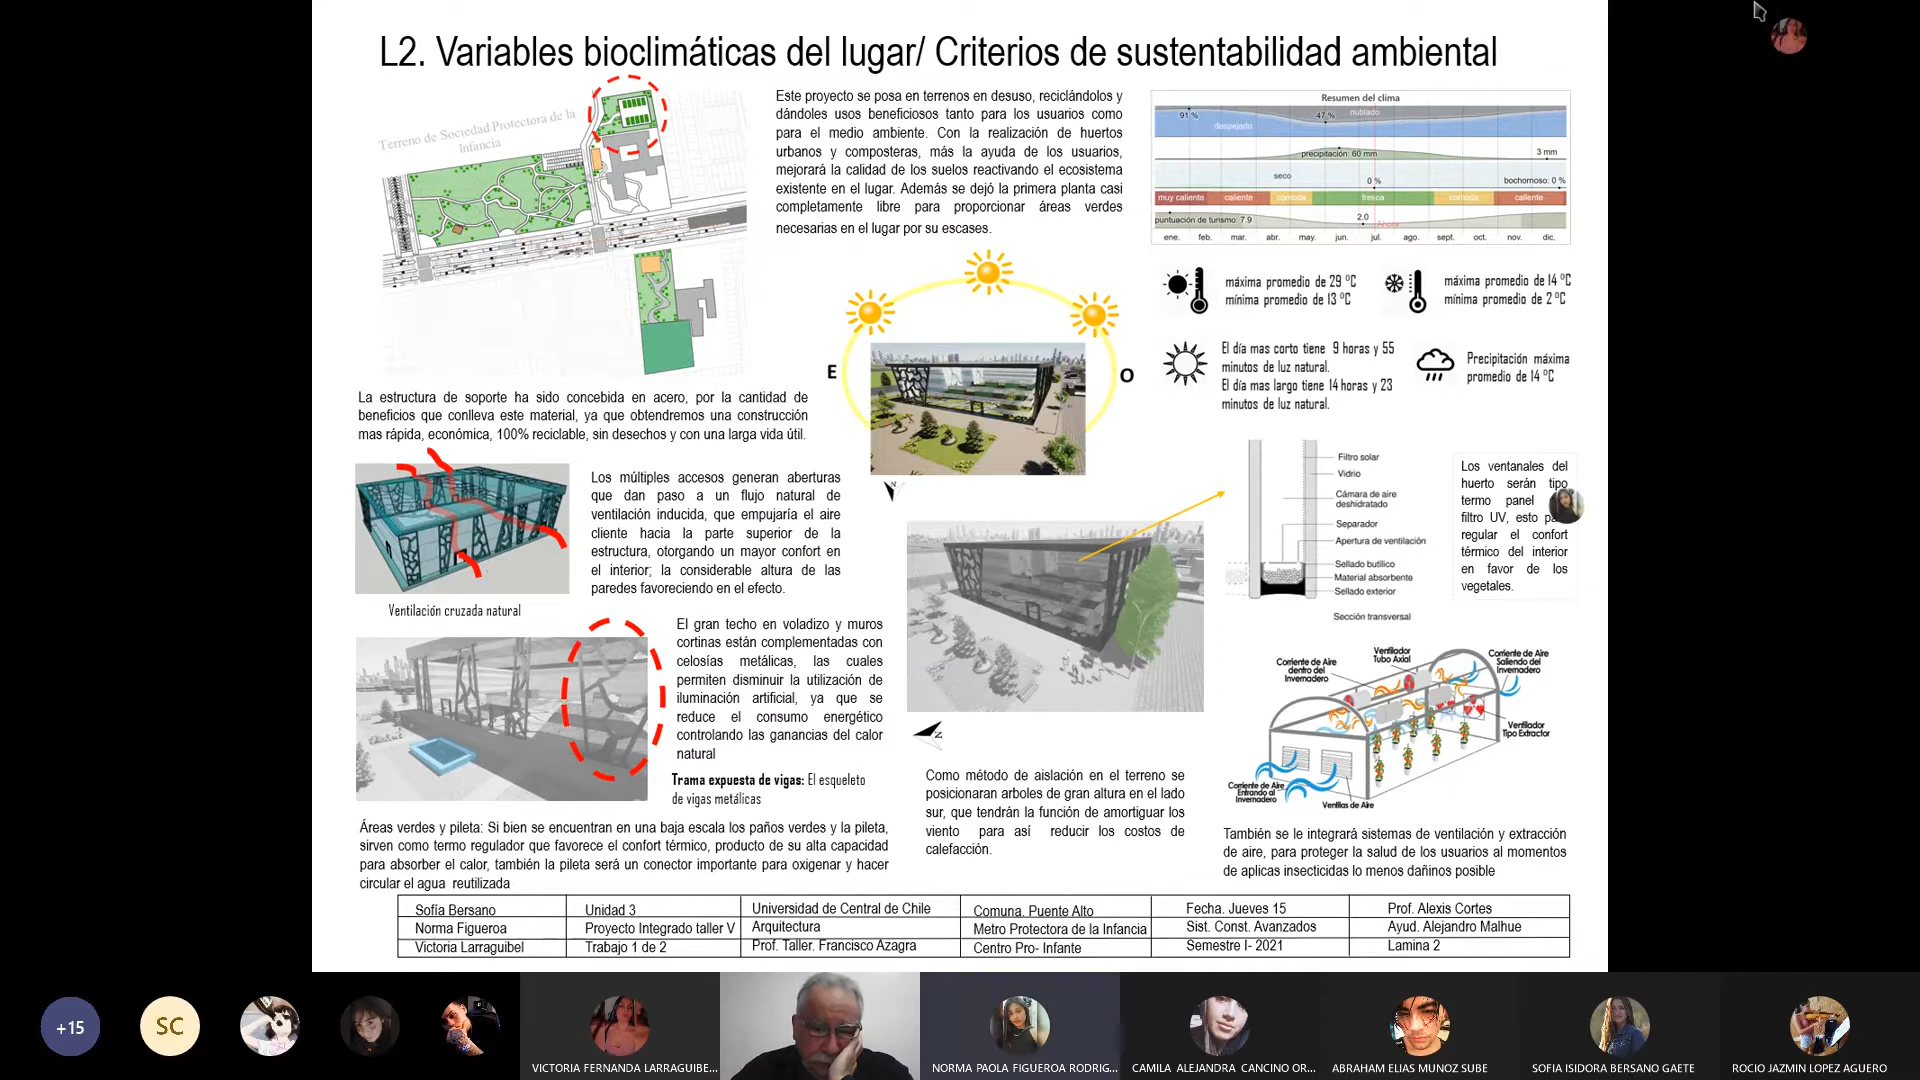 L2. Variables bioclimáticas del lugar/ Criterios de sustentabilidad ambiental
Terreno de Sociedad Protectora de la
Infancia
Este proyecto se posa en terrenos en desuso, reciclándolos y
dándoles usos beneficiosos tanto para los usuarios como
para el medio ambiente. Con la realización de huertos
urbanos y composteras, más la ayuda de los usuarios,
mejorará la calidad de los suelos reactivando el ecosistema
existente en el lugar. Además se dejó la primera planta casi
completamente libre para proporcionar áreas verdes
necesarias en el lugar por su escases.
Resumen del clima
91 %
47 %
nublado
despejado
precipitación: 60 mm
3 mm
seco
0 %
bochornoso: 0 %
muy caliente
caliente
comoda
fresca
comoda
caliente
puntuación de turismo: 7.9
2.0
Ahora
ene. feb. mar. abr. may. jun. jul. ago. sept. oct. nov. dic.
máxima promedio de 29 ºC
mínima promedio de 13 ºC
máxima promedio de 14 ºC
mínima promedio de 2 ºC
El día mas corto tiene 9 horas y 55
minutos de luz natural.
El día mas largo tiene 14 horas y 23
minutos de luz natural.
Precipitación máxima
promedio de 14 ºC
E
O
La estructura de soporte ha sido concebida en acero, por la cantidad de
beneficios que conlleva este material, ya que obtendremos una construcción
mas rápida, económica, 100% reciclable, sin desechos y con una larga vida útil.
Los múltiples accesos generan aberturas
que dan paso a un flujo natural de
ventilación inducida, que empujaría el aire
cliente hacia la parte superior de la
estructura, otorgando un mayor confort en
el interior; la considerable altura de las
paredes favoreciendo en el efecto.
Ventilación cruzada natural
Filtro solar
Vidrio
Cámara de aire
deshidratado
Separador
Apertura de ventilación
Sellado butílico
Material absorbente
Sellado exterior
Sección transversal
Los ventanales del
huerto serán tipo
termo panel
filtro UV, esto
regular el confort
térmico del interior
en favor de los
vegetales.
El gran techo en voladizo y muros
cortinas están complementadas con
celosías metálicas, las cuales
permiten disminuir la utilización de
iluminación artificial, ya que se
reduce el consumo energético
controlando las ganancias del calor
natural
Trama expuesta de vigas: El esqueleto
de vigas metálicas
N
Como método de aislación en el terreno se
posicionaran arboles de gran altura en el lado
sur, que tendrán la función de amortiguar los
viento para así reducir los costos de
calefacción.
Corriente de Aire
dentro del
Invernadero
Ventilador
Tubo Axial
Corriente de Aire
Saliendo del
Invernadero
Ventilador
Tipo Extractor
Corriente de Aire
Entrando al
Invernadero
Ventilas de Aire
Áreas verdes y pileta: Si bien se encuentran en una baja escala los paños verdes y la pileta,
sirven como termo regulador que favorece el confort térmico, producto de su alta capacidad
para absorber el calor, también la pileta será un conector importante para oxigenar y hacer
circular el agua reutilizada
También se le integrará sistemas de ventilación y extracción
de aire, para proteger la salud de los usuarios al momentos
de aplicas insecticidas lo menos dañinos posible
Sofía Bersano Unidad 3 Universidad de Central de Chile Comuna. Puente Alto Fecha. Jueves 15 Prof. Alexis Cortes
Norma Figueroa Proyecto Integrado taller V Arquitectura Metro Protectora de la Infancia Sist. Const. Avanzados Ayud. Alejandro Malhue
Victoria Larraguibel Trabajo 1 de 2 Prof. Taller. Francisco Azagra Centro Pro- Infante Semestre I- 2021 Lamina 2
+15
SC
VICTORIA FERNANDA LARRAGUIBE...
NORMA PAOLA FIGUEROA RODRIG...
CAMILA ALEJANDRA CANCINO OR...
ABRAHAM ELIAS MUNOZ SUBE
SOFIA ISIDORA BERSANO GAETE
ROCIO JAZMIN LOPEZ AGUERO